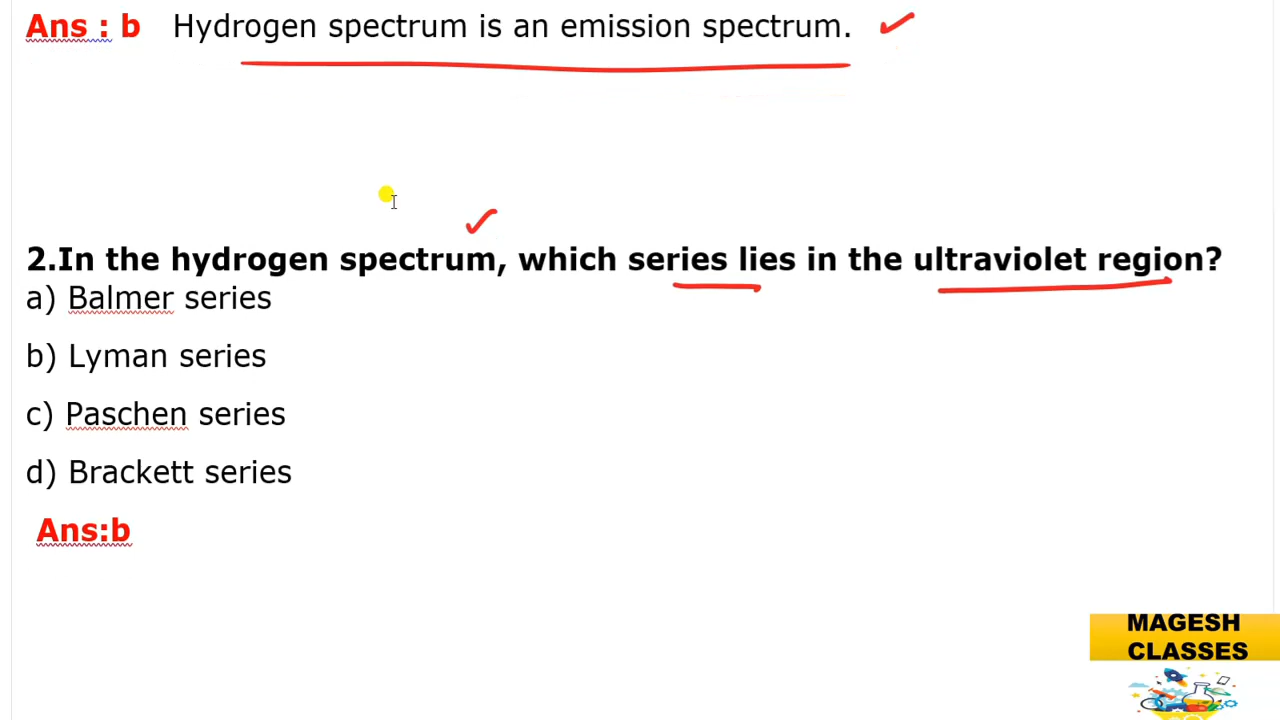 Ans : b Hydrogen spectrum is an emission spectrum.
2.In the hydrogen spectrum, which series lies in the ultraviolet region?
a) Balmer series
b) Lyman series
c) Paschen series
d) Brackett series
Ans:b
MAGESH
CLASSES